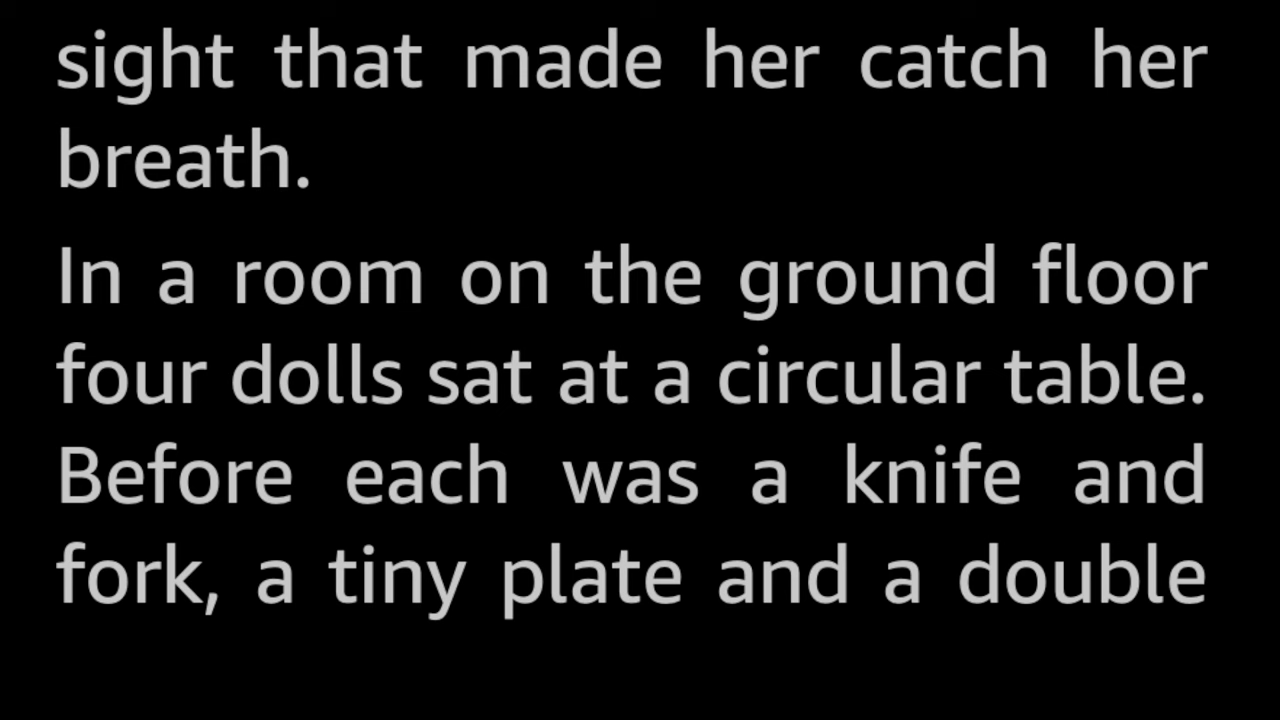 sight that made her catch her
breath.
In a room on the ground floor
four dolls sat at a circular table.
Before each was a knife and
fork, a tiny plate and a double